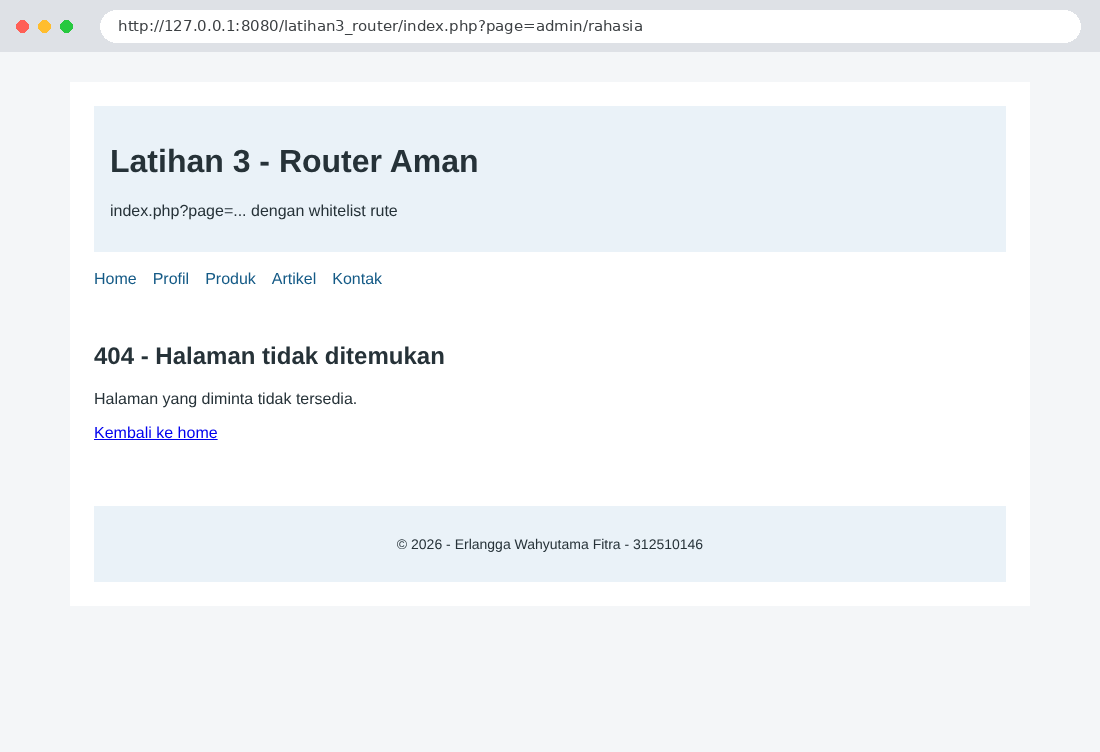 http://127.0.0.1:8080/latihan3_router/index.php?page=admin/rahasia
Latihan 3 - Router Aman
index.php?page=... dengan whitelist rute
Home Profil Produk Artikel Kontak
404 - Halaman tidak ditemukan
Halaman yang diminta tidak tersedia.
Kembali ke home
© 2026 - Erlangga Wahyutama Fitra - 312510146